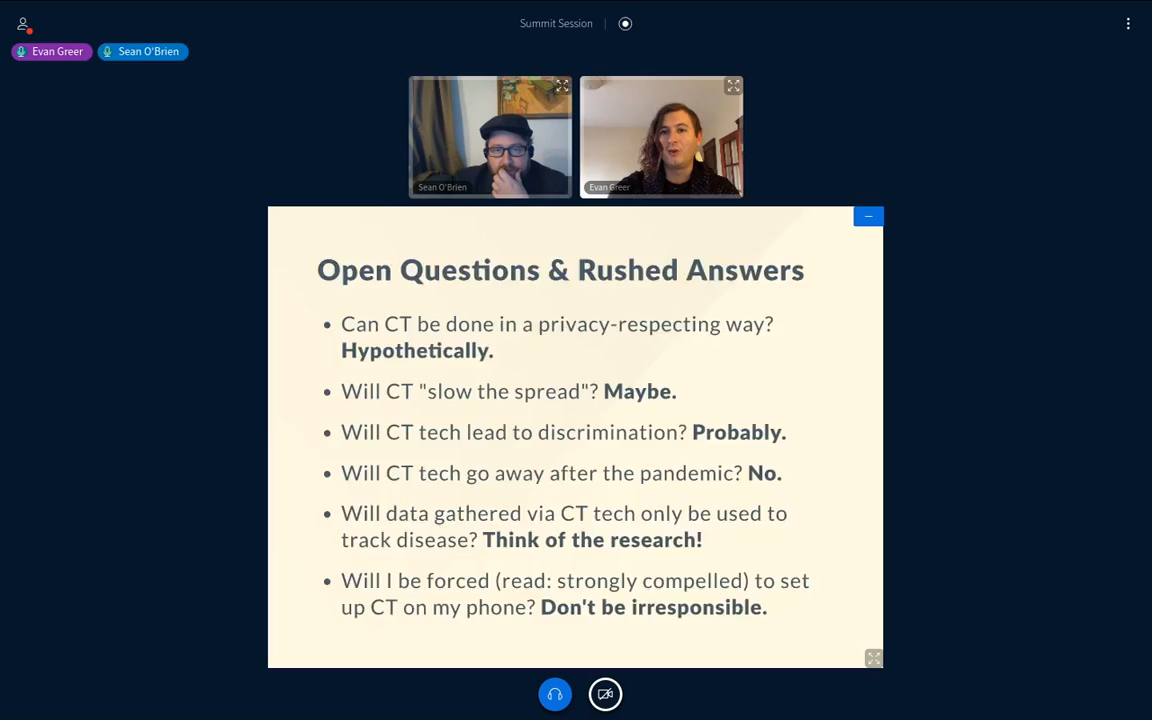 Summit Session
Evan Greer
Sean O'Brien
Sean O'Brien
Evan Greer
Open Questions & Rushed Answers
• Can CT be done in a privacy-respecting way?
Hypothetically.
• Will CT "slow the spread"? Maybe.
• Will CT tech lead to discrimination? Probably.
• Will CT tech go away after the pandemic? No.
• Will data gathered via CT tech only be used to
track disease? Think of the research!
• Will I be forced (read: strongly compelled) to set
up CT on my phone? Don't be irresponsible.